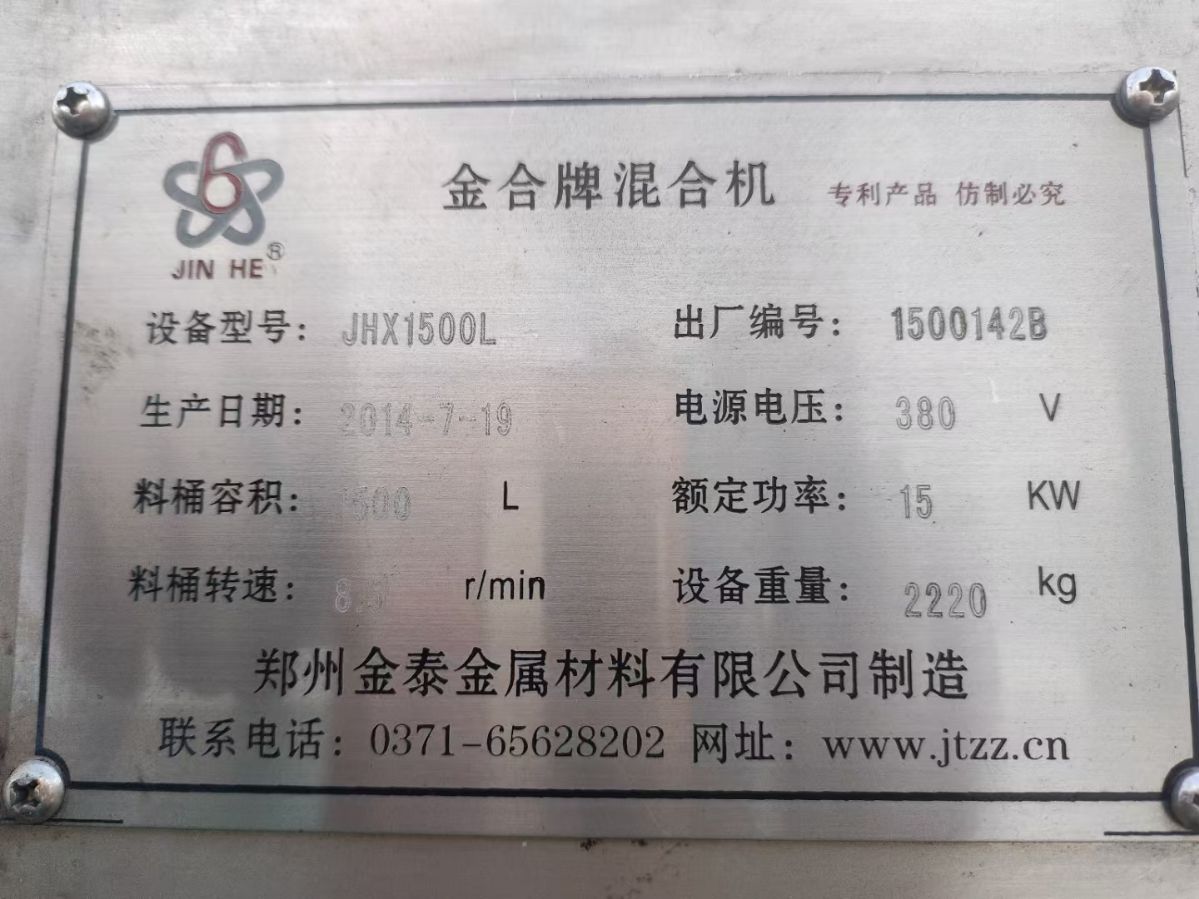 6
金合牌混合机 专利产品 仿制必究
JIN HE®
设备型号: JHX1500L 出厂编号: 1500142B
生产日期: 2014-7-19 电源电压: 380 V
料桶容积: 1500 L 额定功率: 15 KW
料桶转速: r/min 设备重量: 2220 kg
郑州金泰金属材料有限公司制造
联系电话: 0371-65628202 网址: www.jtzz.cn